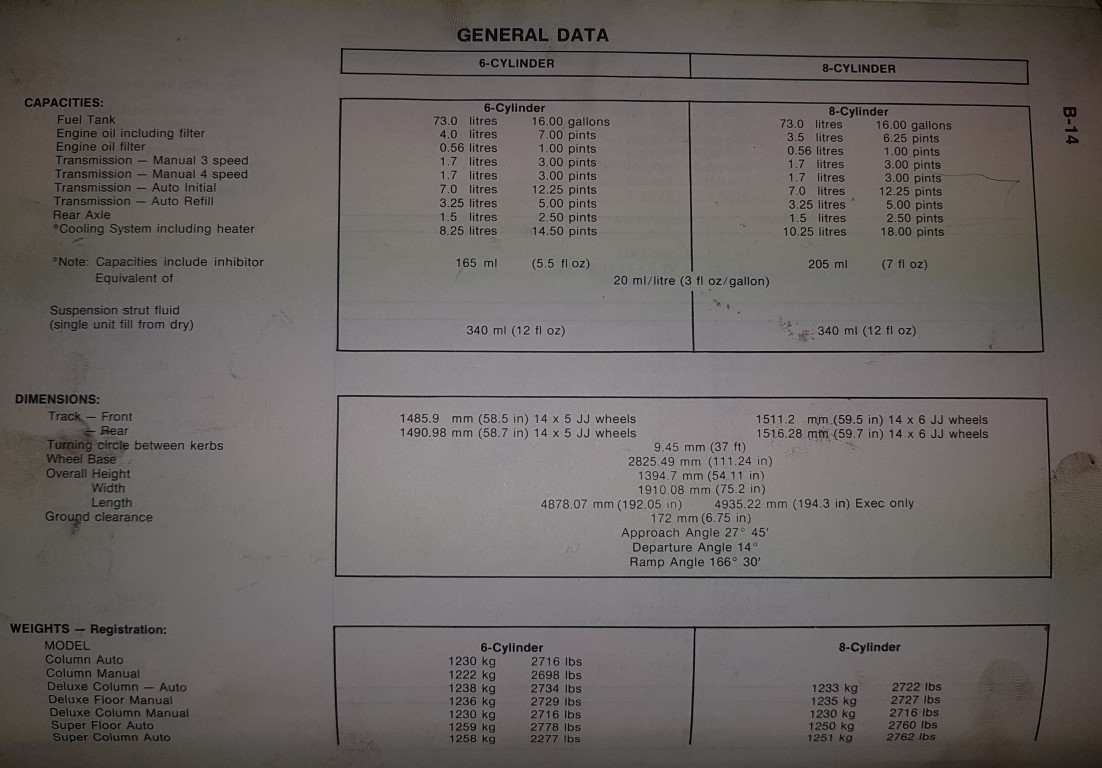 GENERAL DATA
6-CYLINDER 8-CYLINDER
B-14
CAPACITIES: 6-Cylinder 8-Cylinder
Fuel Tank 73.0 litres 16.00 gallons 73.0 litres 16.00 gallons
Engine oil including filter 4.0 litres 7.00 pints 3.5 litres 6.25 pints
Engine oil filter 0.56 litres 1.00 pints 0.56 litres 1.00 pints
Transmission — Manual 3 speed 1.7 litres 3.00 pints 1.7 litres 3.00 pints
Transmission — Manual 4 speed 1.7 litres 3.00 pints 1.7 litres 3.00 pints
Transmission — Auto Initial 7.0 litres 12.25 pints 7.0 litres 12.25 pints
Transmission — Auto Refill 3.25 litres 5.00 pints 3.25 litres 5.00 pints
Rear Axle 1.5 litres 2.50 pints 1.5 litres 2.50 pints
*Cooling System including heater 8.25 litres 14.50 pints 10.25 litres 18.00 pints
*Note: Capacities include inhibitor 165 ml (5.5 fl oz) 205 ml (7 fl oz)
Equivalent of 20 ml/litre (3 fl oz/gallon)
Suspension strut fluid
(single unit fill from dry) 340 ml (12 fl oz) 340 ml (12 fl oz)
DIMENSIONS:
Track — Front 1485.9 mm (58.5 in) 14 x 5 JJ wheels 1511.2 mm (59.5 in) 14 x 6 JJ wheels
— Rear 1490.98 mm (58.7 in) 14 x 5 JJ wheels 1516.28 mm (59.7 in) 14 x 6 JJ wheels
Turning circle between kerbs 9.45 mm (37 ft)
Wheel Base 2825.49 mm (111.24 in)
Overall Height 1394.7 mm (54.11 in)
Width 1910.08 mm (75.2 in)
Length 4878.07 mm (192.05 in) 4935.22 mm (194.3 in) Exec only
Ground clearance 172 mm (6.75 in)
Approach Angle 27° 45′
Departure Angle 14°
Ramp Angle 166° 30′
WEIGHTS — Registration:
MODEL 6-Cylinder 8-Cylinder
Column Auto 1230 kg 2716 lbs
Column Manual 1222 kg 2698 lbs
Deluxe Column — Auto 1238 kg 2734 lbs 1233 kg 2722 lbs
Deluxe Floor Manual 1236 kg 2729 lbs 1235 kg 2727 lbs
Deluxe Column Manual 1230 kg 2716 lbs 1230 kg 2716 lbs
Super Floor Auto 1259 kg 2778 lbs 1250 kg 2760 lbs
Super Column Auto 1258 kg 2277 lbs 1251 kg 2762 lbs